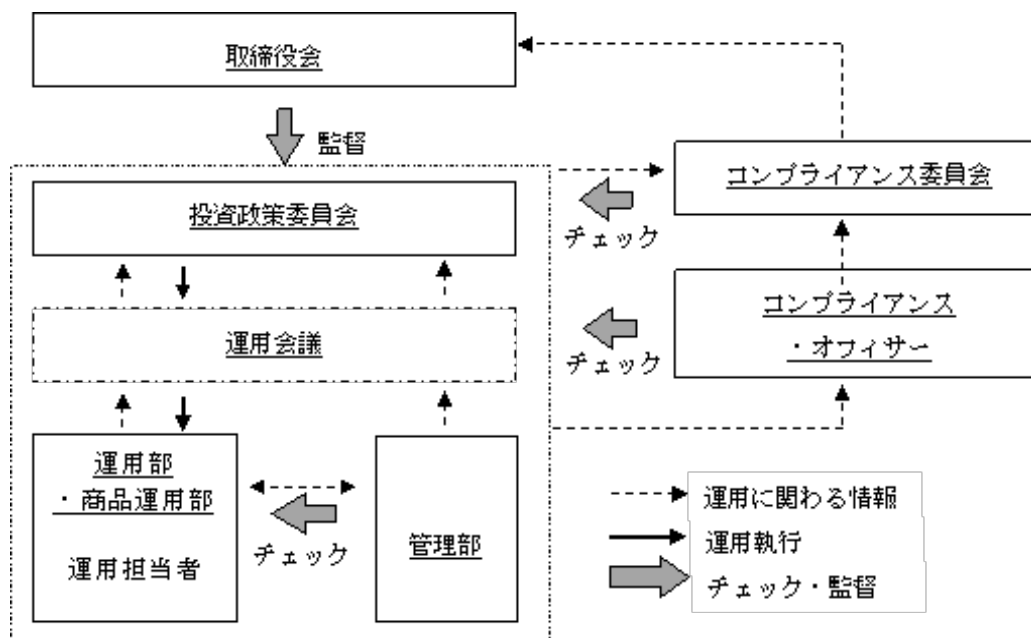 取締役会
監督
コンプライアンス委員会
投資政策委員会
チェック
コンプライアンス
・オフィサー
運用会議
チェック
運用部
・商品運用部
運用担当者
チェック
管理部
運用に関わる情報
運用執行
チェック・監督